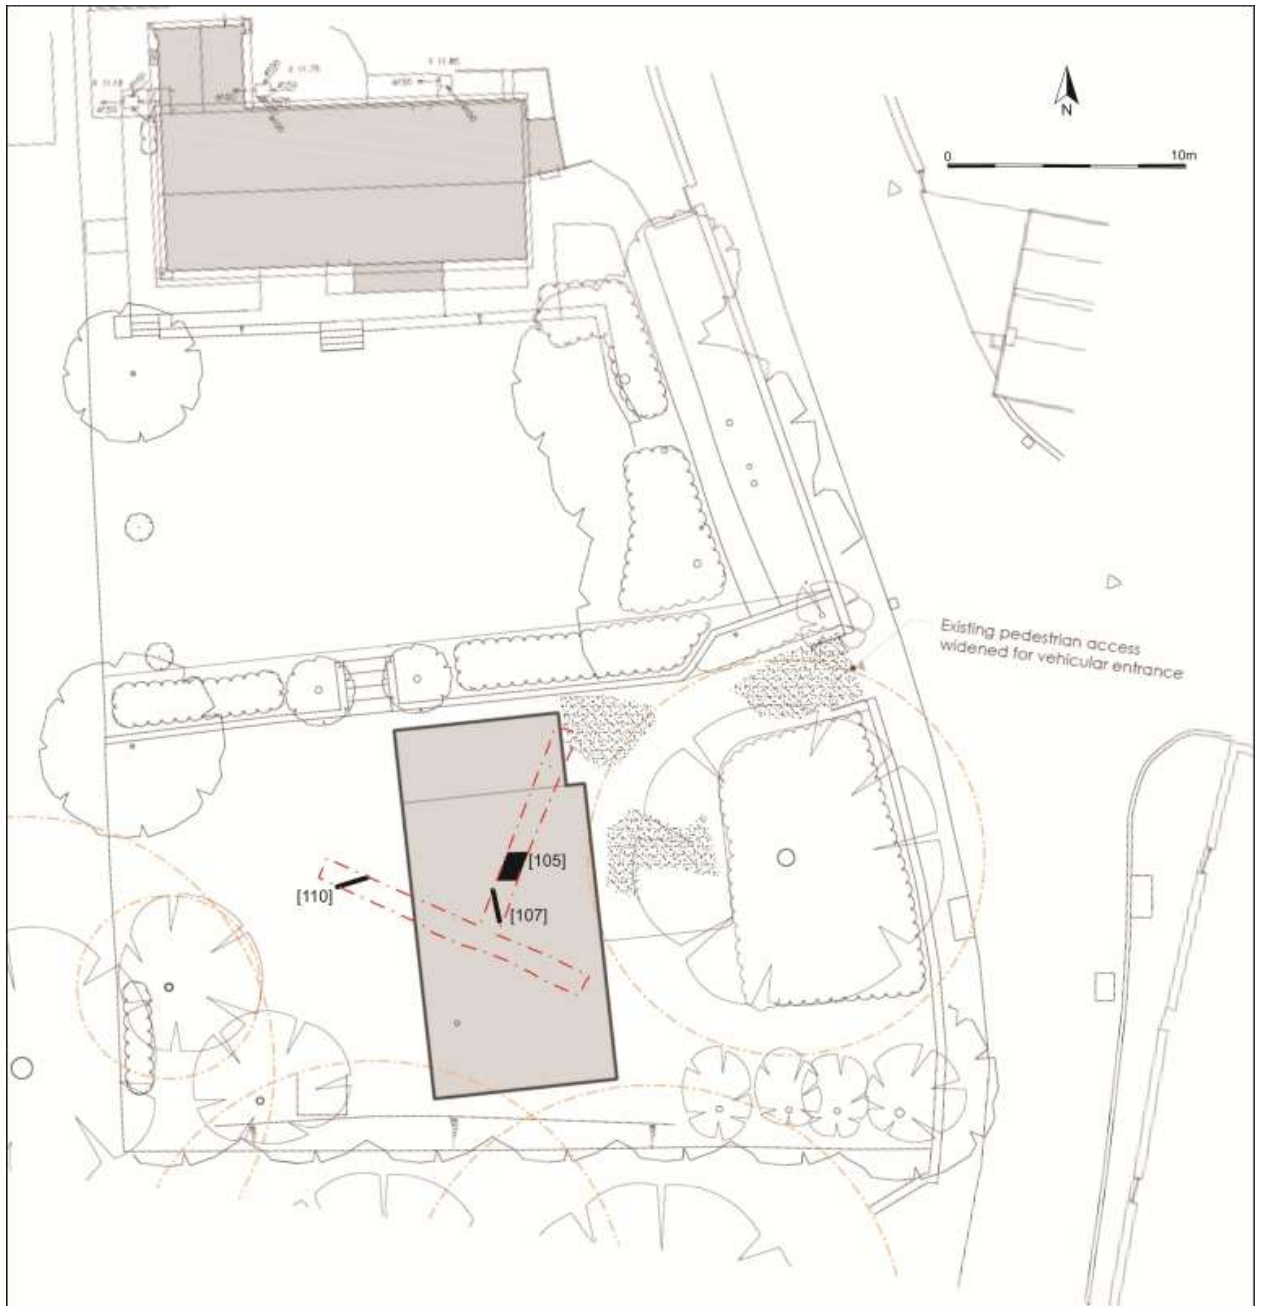 N
0
10m
Existing pedestrian access
widened for vehicular entrance
[105]
[110]
[107]